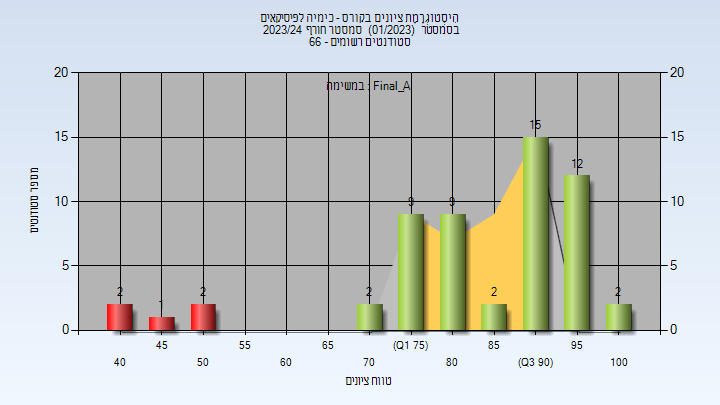 היסטוגרמת ציונים בקורס - כימיה לפיסיקאים
בסמסטר (01/2023) סמסטר חורף 2023/24
סטודנטים רשומים - 66
במשימה : Final_A
20 20
15 15
10 10
5 5
0 0
2 1 2 2 9 9 2 15 12 2
45 55 65 (Q1 75) 85 95
40 50 60 70 80 (Q3 90) 100
מספר סטודנטים
טווח ציונים